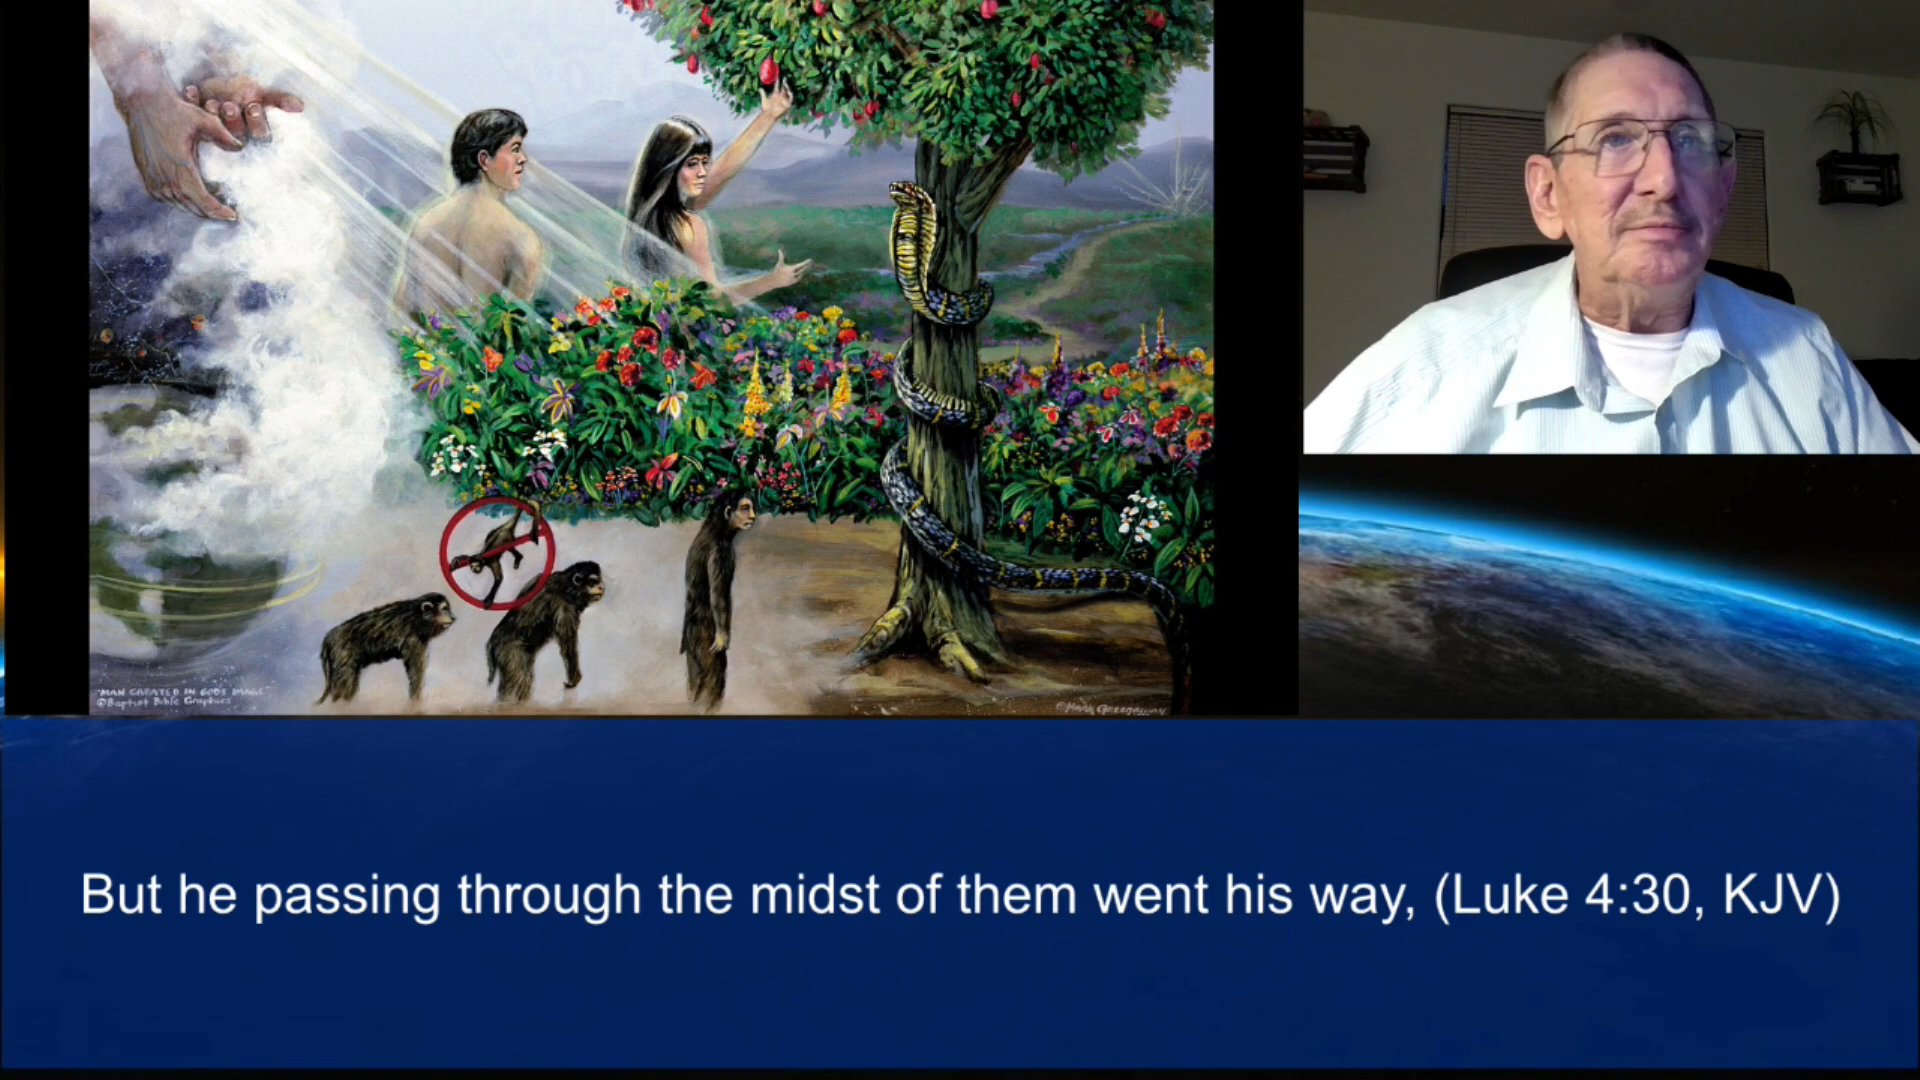 "MAN CREATED IN GOD'S IMAGE"
©Baptist Bible Graphics
But he passing through the midst of them went his way, (Luke 4:30, KJV)